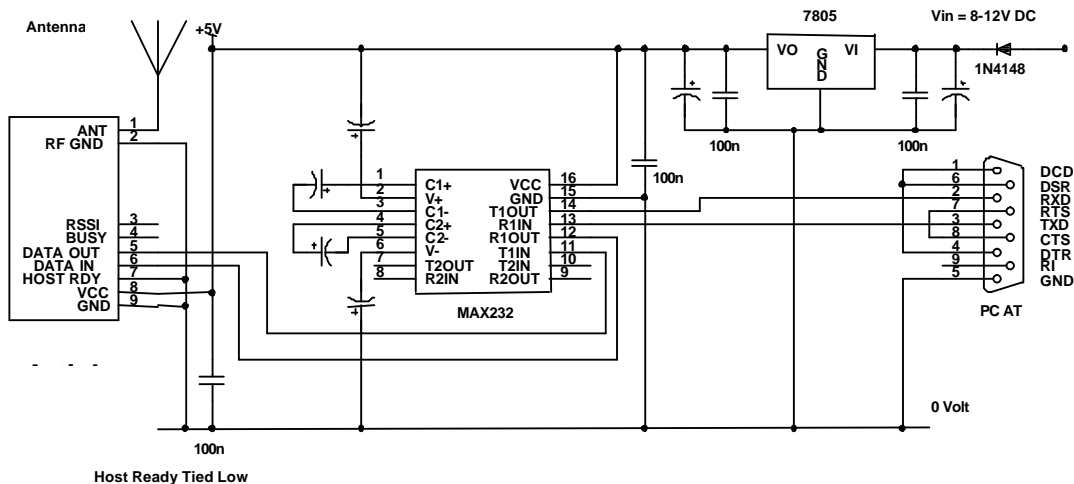 Antenna
+5V
7805
Vin = 8-12V DC
VO
GND
VI
1N4148
+
+
100n
100n
1
ANT
2
RF GND
RSSI
3
BUSY
4
DATA OUT
5
DATA IN
6
HOST RDY
7
VCC
8
GND
9
+
+
+
+
1
C1+
VCC
16
2
V+
GND
15
3
C1-
T1OUT
14
4
C2+
R1IN
13
5
C2-
R1OUT
12
6
V-
T1IN
11
7
T2OUT
T2IN
10
8
R2IN
R2OUT
9
MAX232
100n
1
DCD
6
DSR
2
RXD
7
RTS
3
TXD
8
CTS
4
DTR
9
RI
5
GND
PC AT
- - -
0 Volt
100n
Host Ready Tied Low